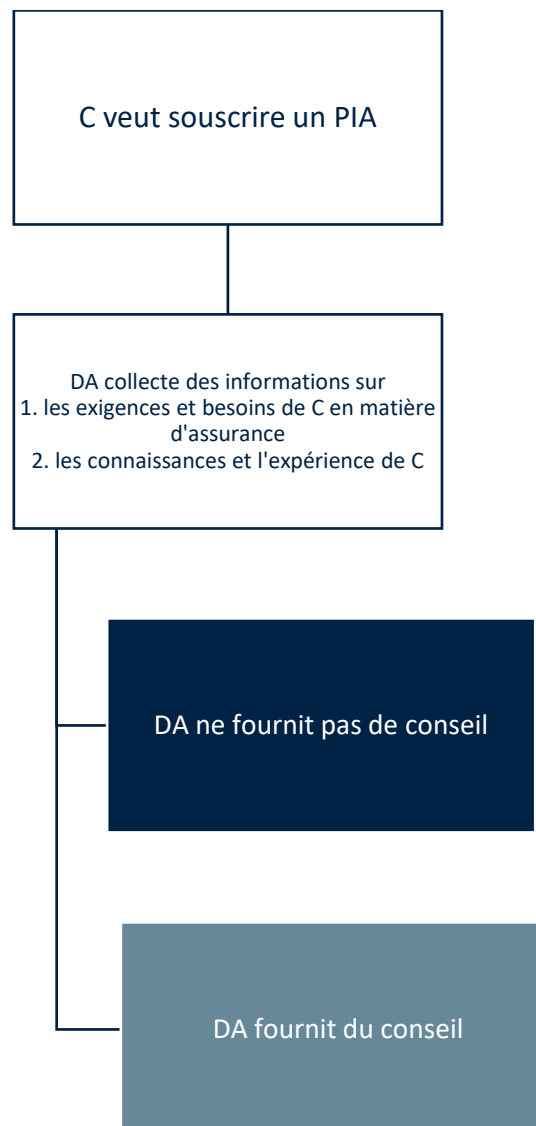 C veut souscrire un PIA
DA collecte des informations sur
1. les exigences et besoins de C en matière
d'assurance
2. les connaissances et l'expérience de C
DA ne fournit pas de conseil
DA fournit du conseil